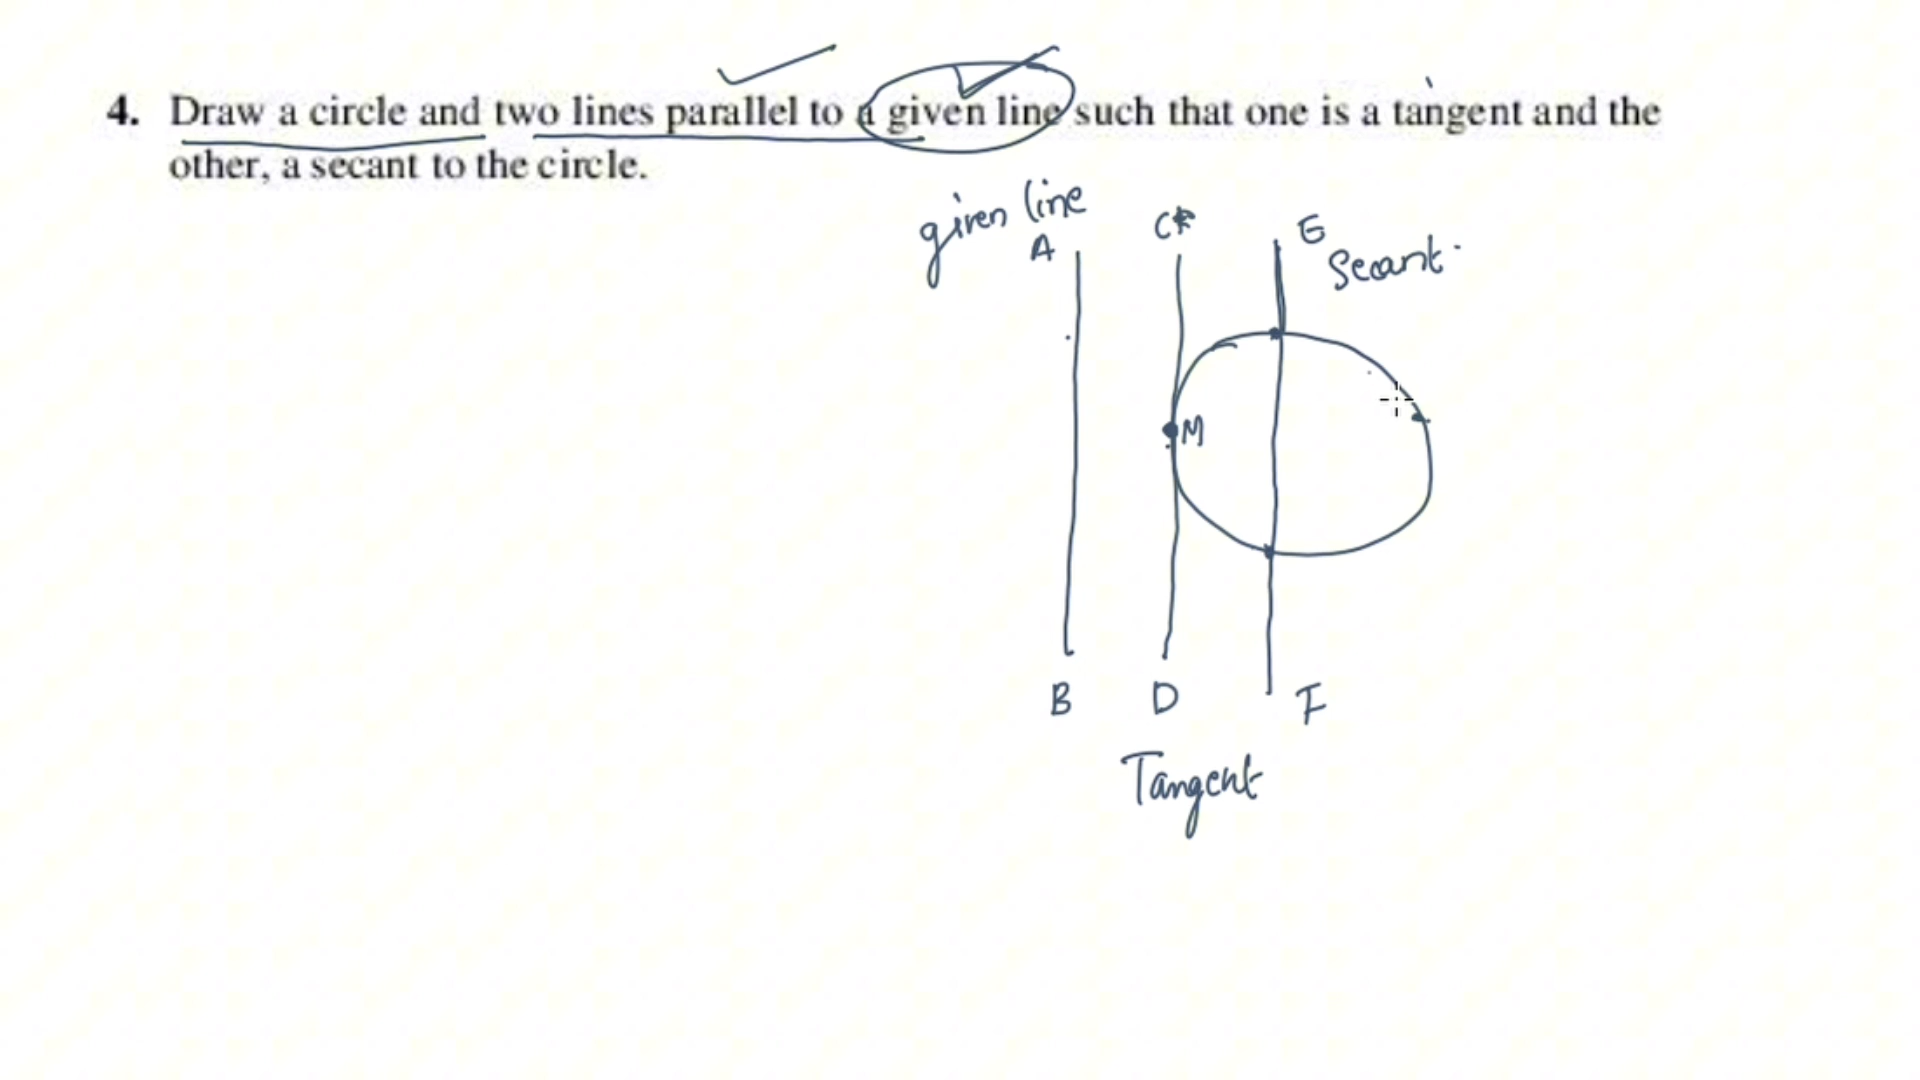 4. Draw a circle and two lines parallel to a given line such that one is a tangent and the
other, a secant to the circle.
given line
A
C
E
Secant
M
B
D
F
Tangent